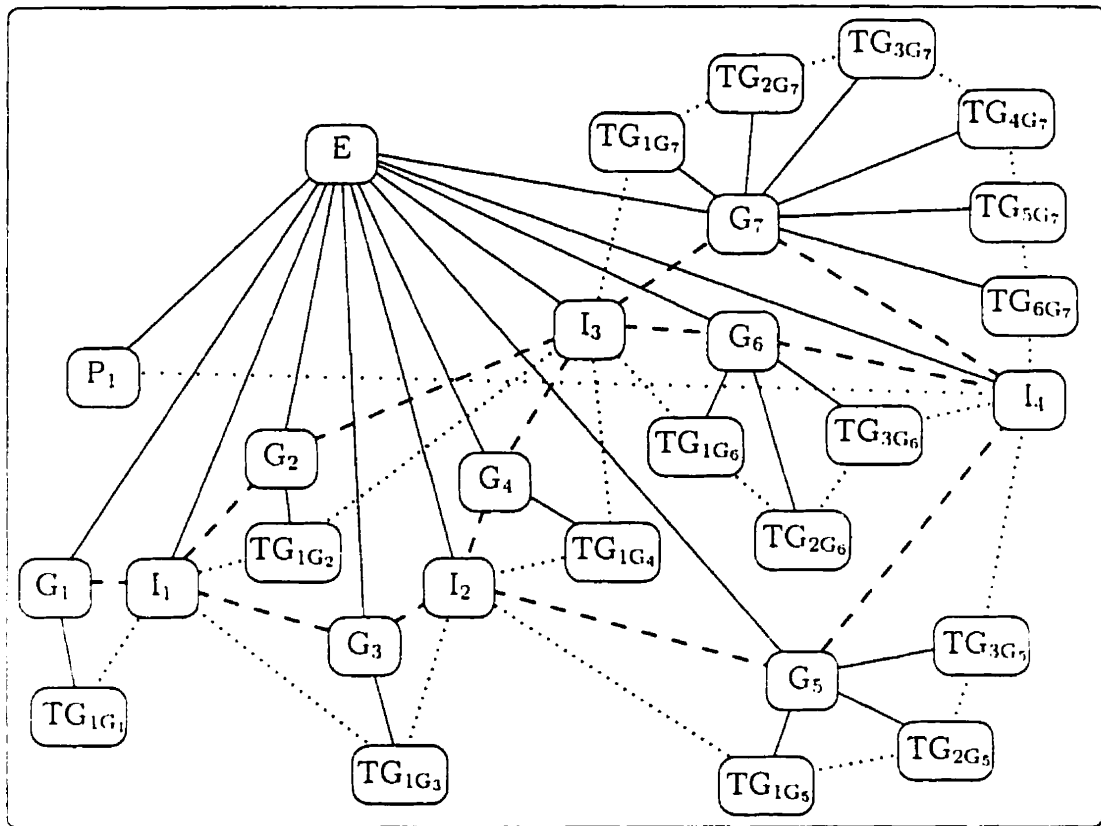 TG₃G₇
TG₂G₇
TG₄G₇
TG₁G₇
E
TG₅G₇
G₇
TG₆G₇
I₃
G₆
P₁
I₄
TG₃G₆
TG₁G₆
G₂
G₄
TG₂G₆
TG₁G₂
TG₁G₄
G₁
I₁
I₂
G₃
TG₃G₅
G₅
TG₁G₁
TG₂G₅
TG₁G₃
TG₁G₅